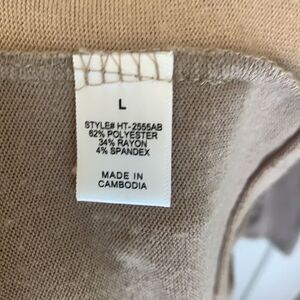 L
STYLE# HT-2555AB
62% POLYESTER
34% RAYON
4% SPANDEX
MADE IN
CAMBODIA